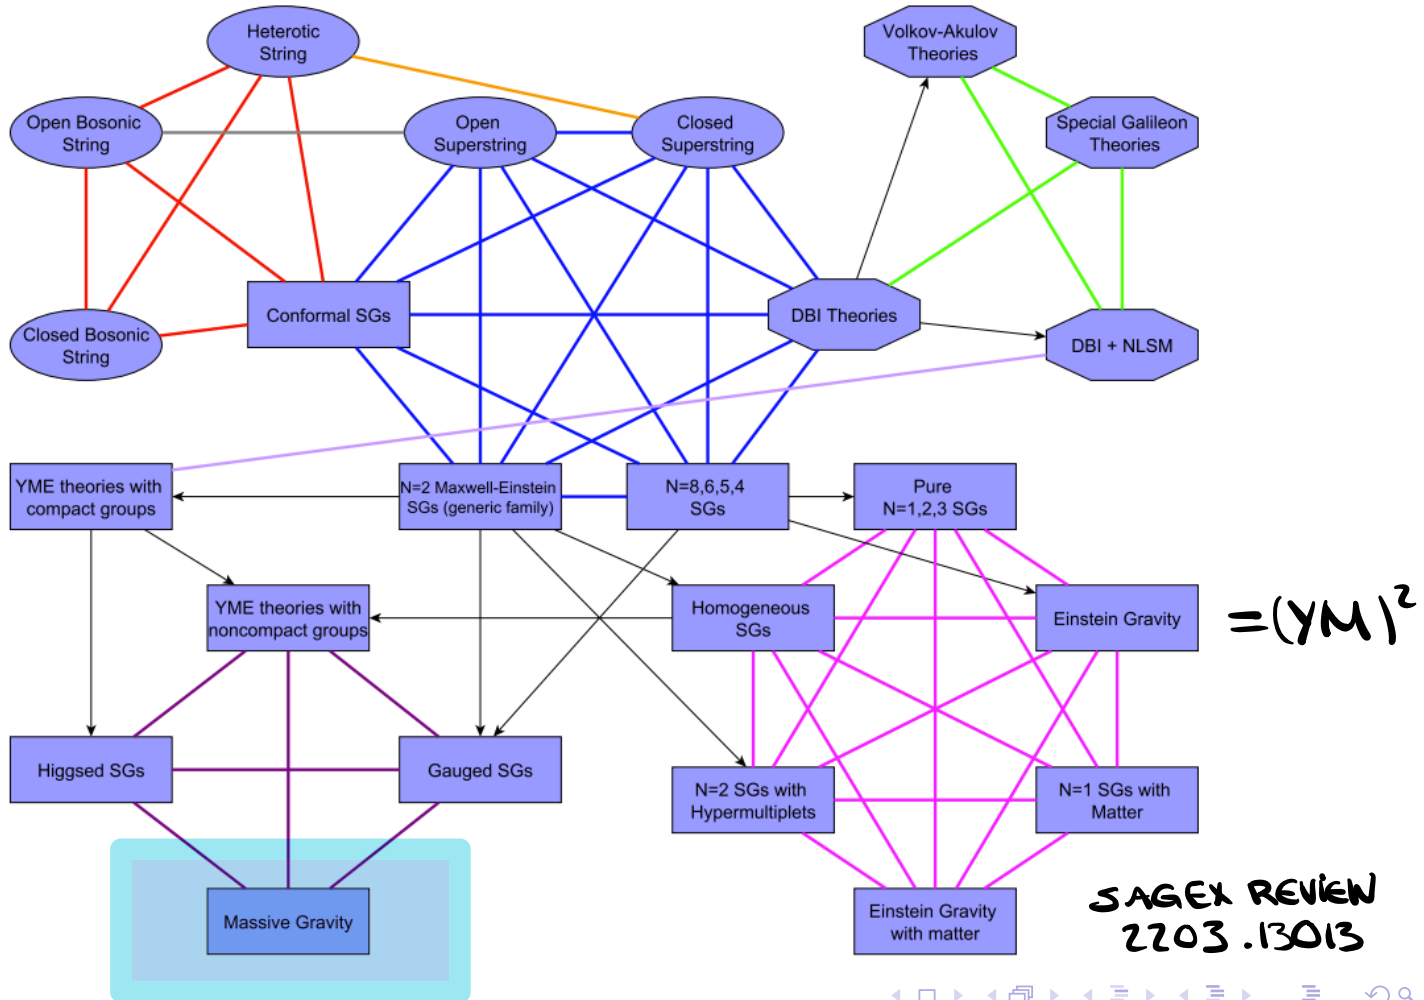 Heterotic
String
Volkov-Akulov
Theories
Open Bosonic
String
Open
Superstring
Closed
Superstring
Special Galileon
Theories
Conformal SGs
DBI Theories
Closed Bosonic
String
DBI + NLSM
YME theories with
compact groups
N=2 Maxwell-Einstein
SGs (generic family)
N=8,6,5,4
SGs
Pure
N=1,2,3 SGs
YME theories with
noncompact groups
Homogeneous
SGs
Einstein Gravity
=(YM)²
Higgsed SGs
Gauged SGs
N=2 SGs with
Hypermultiplets
N=1 SGs with
Matter
Massive Gravity
Einstein Gravity
with matter
SAGEX REVIEW
2203.13013